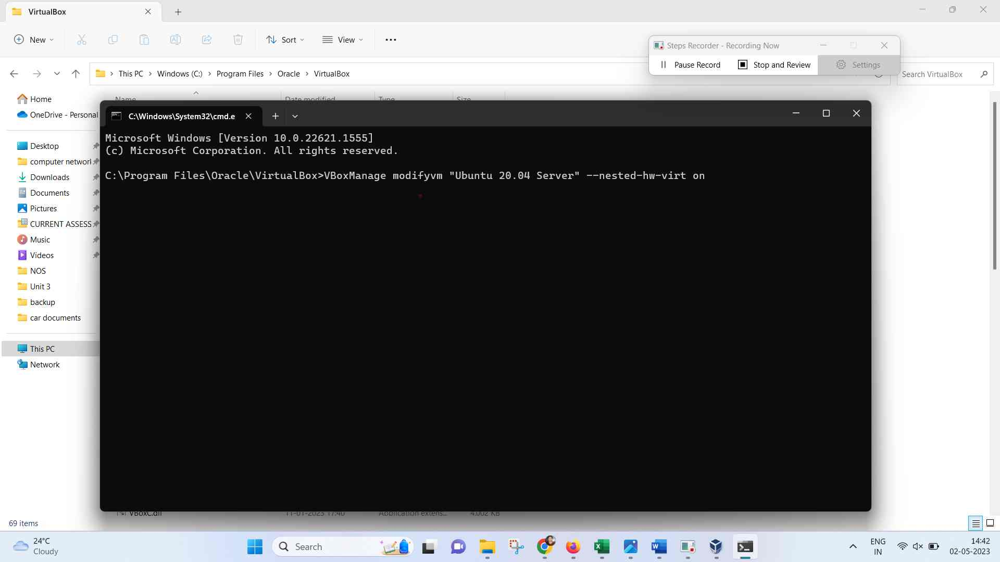 VirtualBox
New
Sort
View
Steps Recorder - Recording Now
Pause Record
Stop and Review
Settings
This PC > Windows (C:) > Program Files > Oracle > VirtualBox
Search VirtualBox
Name
Date modified
Type
Size
Home
OneDrive - Personal
Desktop
computer networ
Downloads
Documents
Pictures
CURRENT ASSESS
Music
Videos
NOS
Unit 3
backup
car documents
This PC
Network
C:\Windows\System32\cmd.e
Microsoft Windows [Version 10.0.22621.1555]
(c) Microsoft Corporation. All rights reserved.
C:\Program Files\Oracle\VirtualBox>VBoxManage modifyvm "Ubuntu 20.04 Server" --nested-hw-virt on
VBoxC.dll 11-01-2023 17:40 Application extens... 4,002 KB
69 items
24°C
Cloudy
Search
ENG
IN
14:42
02-05-2023